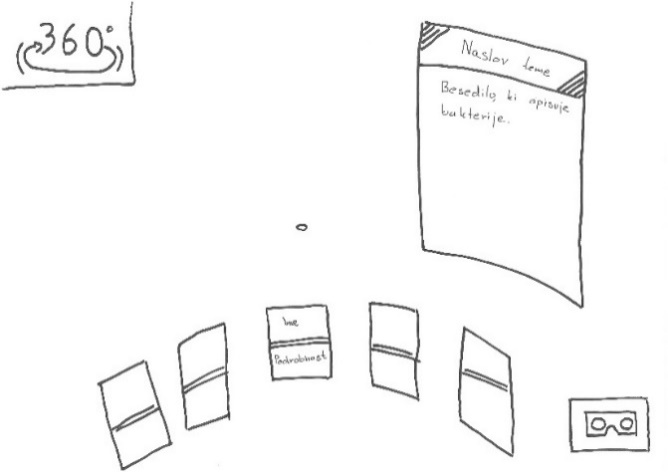 360°
Naslov teme
Besedilo, ki opisuje
bakterije..
Ime
Podrobnost